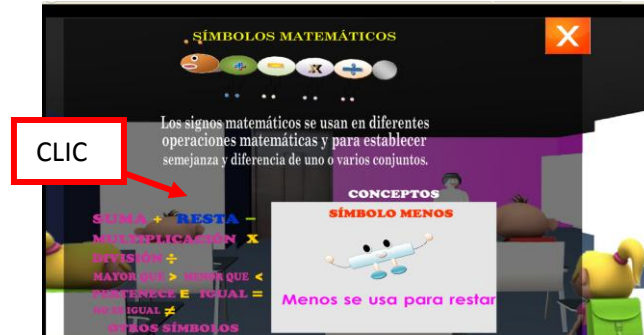 SÍMBOLOS MATEMÁTICOS
+ − x ÷
Los signos matemáticos se usan en diferentes
operaciones matemáticas y para establecer
semejanza y diferencia de uno o varios conjuntos.
X
CLIC
SUMA + RESTA −
MULTIPLICACIÓN X
DIVISIÓN ÷
MAYOR QUE > MENOR QUE <
PERTENECE E IGUAL =
NO ES IGUAL ≠
OTROS SÍMBOLOS
CONCEPTOS
SÍMBOLO MENOS
Menos se usa para restar